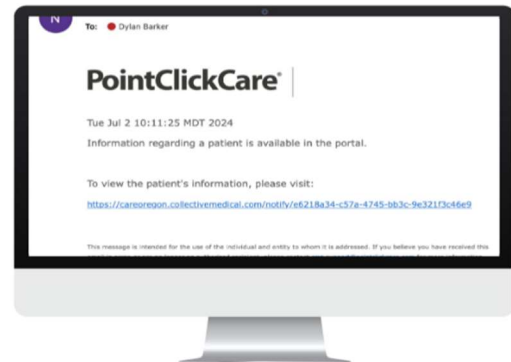 N
To: Dylan Barker
PointClickCare®
Tue Jul 2 10:11:25 MDT 2024
Information regarding a patient is available in the portal.
To view the patient's information, please visit:
https://careoregon.collectivemedical.com/notify/e6218a34-c57a-4745-bb3c-9e321f3c46e9
This message is intended for the use of the individual and entity to whom it is addressed. If you believe you have received this